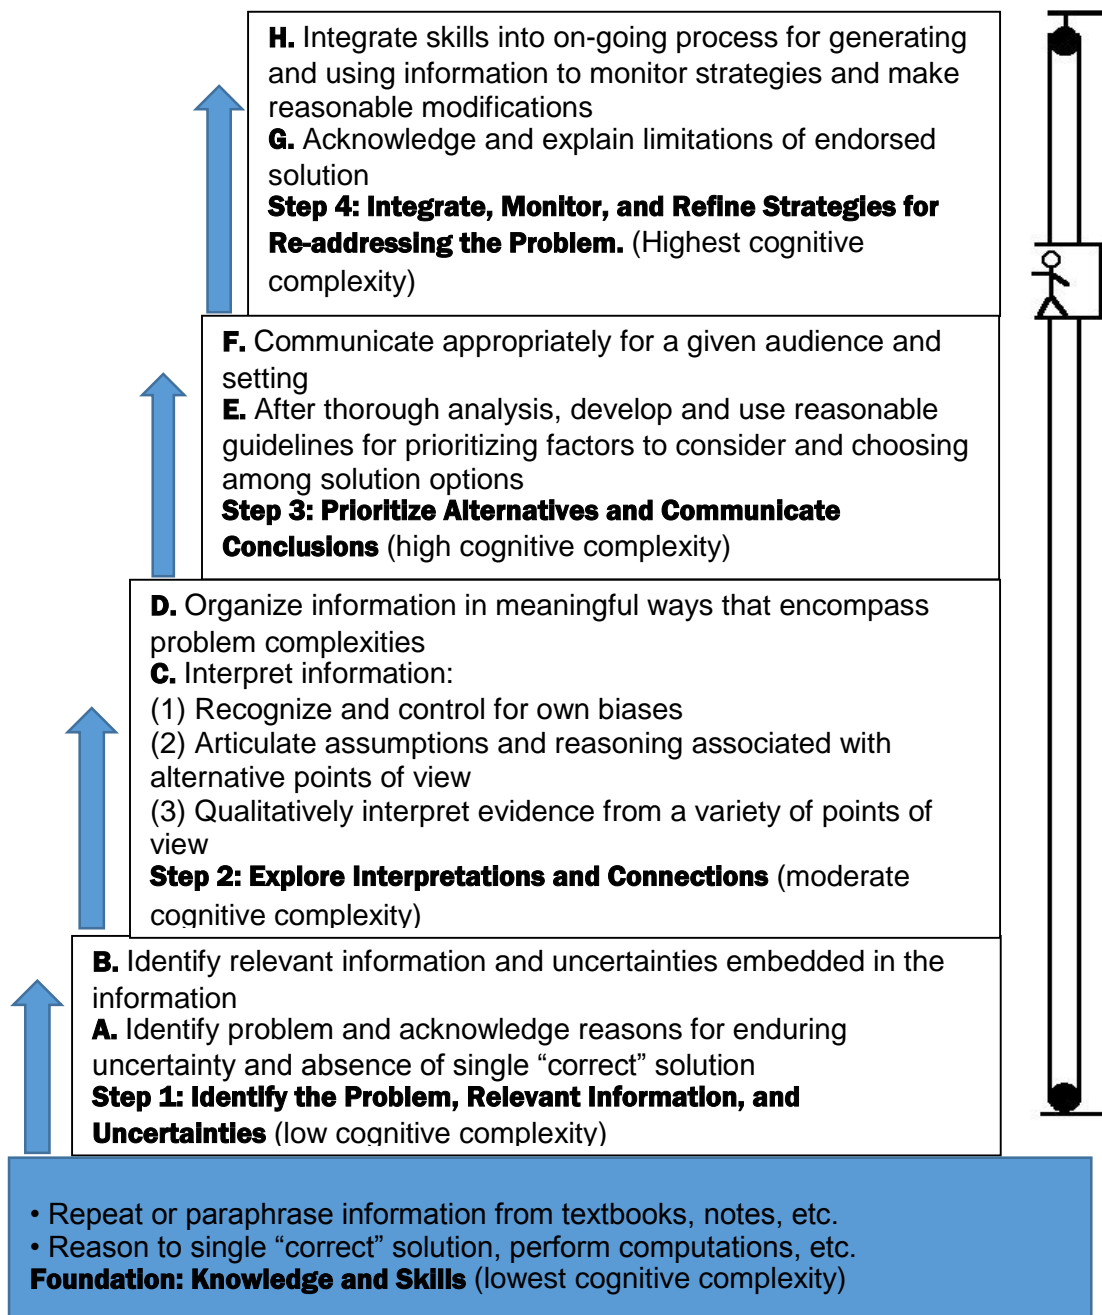 H. Integrate skills into on-going process for generating
and using information to monitor strategies and make
reasonable modifications
G. Acknowledge and explain limitations of endorsed
solution
Step 4: Integrate, Monitor, and Refine Strategies for
Re-addressing the Problem. (Highest cognitive
complexity)
F. Communicate appropriately for a given audience and
setting
E. After thorough analysis, develop and use reasonable
guidelines for prioritizing factors to consider and choosing
among solution options
Step 3: Prioritize Alternatives and Communicate
Conclusions (high cognitive complexity)
D. Organize information in meaningful ways that encompass
problem complexities
C. Interpret information:
(1) Recognize and control for own biases
(2) Articulate assumptions and reasoning associated with
alternative points of view
(3) Qualitatively interpret evidence from a variety of points of
view
Step 2: Explore Interpretations and Connections (moderate
cognitive complexity)
B. Identify relevant information and uncertainties embedded in the
information
A. Identify problem and acknowledge reasons for enduring
uncertainty and absence of single “correct” solution
Step 1: Identify the Problem, Relevant Information, and
Uncertainties (low cognitive complexity)
• Repeat or paraphrase information from textbooks, notes, etc.
• Reason to single “correct” solution, perform computations, etc.
Foundation: Knowledge and Skills (lowest cognitive complexity)